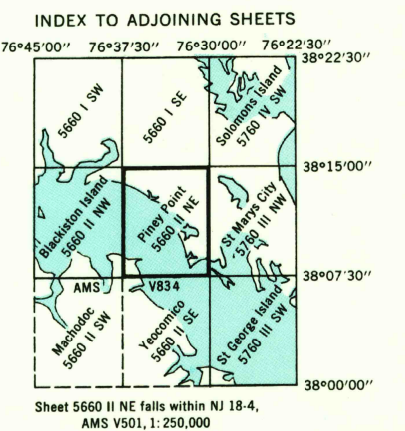 INDEX TO ADJOINING SHEETS
76°45'00" 76°37'30" 76°30'00" 76°22'30"
38°22'30"
5660 I SW
5660 I SE
Solomons Island
5760 IV SW
38°15'00"
Blackiston Island
5660 II NW
Piney Point
5660 II NE
St Marys City
5760 III NW
38°07'30"
AMS V834
Machodoc
5660 II SW
Yeocomico
5660 II SE
St George Island
5760 III SW
38°00'00"
Sheet 5660 II NE falls within NJ 18-4,
AMS V501, 1:250,000